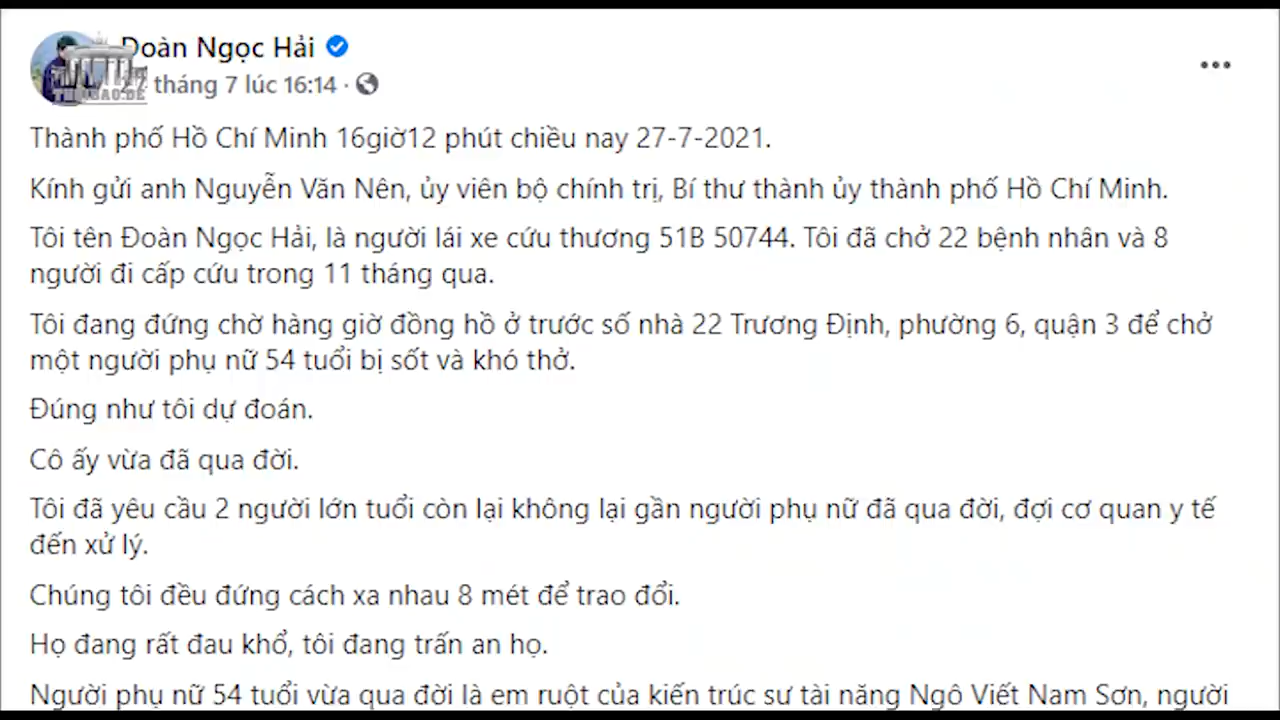 Đoàn Ngọc Hải
27 tháng 7 lúc 16:14 ·
THOIBAO.DE
Thành phố Hồ Chí Minh 16giờ12 phút chiều nay 27-7-2021.
Kính gửi anh Nguyễn Văn Nên, ủy viên bộ chính trị, Bí thư thành ủy thành phố Hồ Chí Minh.
Tôi tên Đoàn Ngọc Hải, là người lái xe cứu thương 51B 50744. Tôi đã chở 22 bệnh nhân và 8
người đi cấp cứu trong 11 tháng qua.
Tôi đang đứng chờ hàng giờ đồng hồ ở trước số nhà 22 Trương Định, phường 6, quận 3 để chở
một người phụ nữ 54 tuổi bị sốt và khó thở.
Đúng như tôi dự đoán.
Cô ấy vừa đã qua đời.
Tôi đã yêu cầu 2 người lớn tuổi còn lại không lại gần người phụ nữ đã qua đời, đợi cơ quan y tế
đến xử lý.
Chúng tôi đều đứng cách xa nhau 8 mét để trao đổi.
Họ đang rất đau khổ, tôi đang trấn an họ.
Người phụ nữ 54 tuổi vừa qua đời là em ruột của kiến trúc sư tài năng Ngô Viết Nam Sơn, người